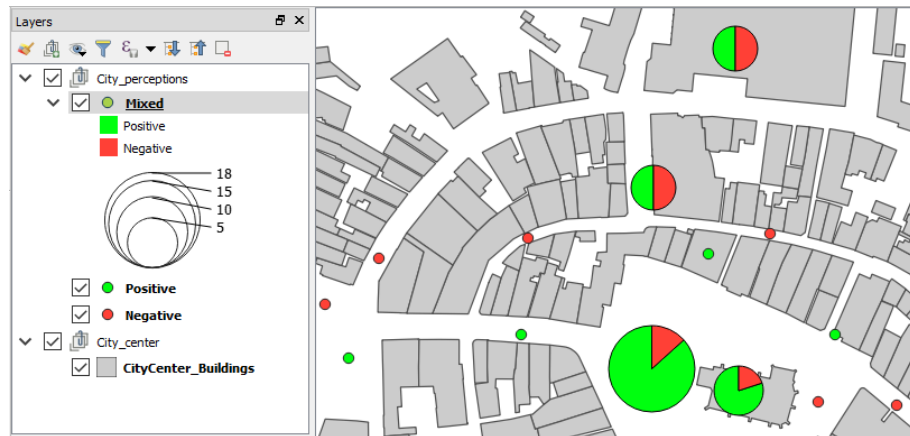 Layers
City_perceptions
Mixed
Positive
Negative
18
15
10
5
Positive
Negative
City_center
CityCenter_Buildings